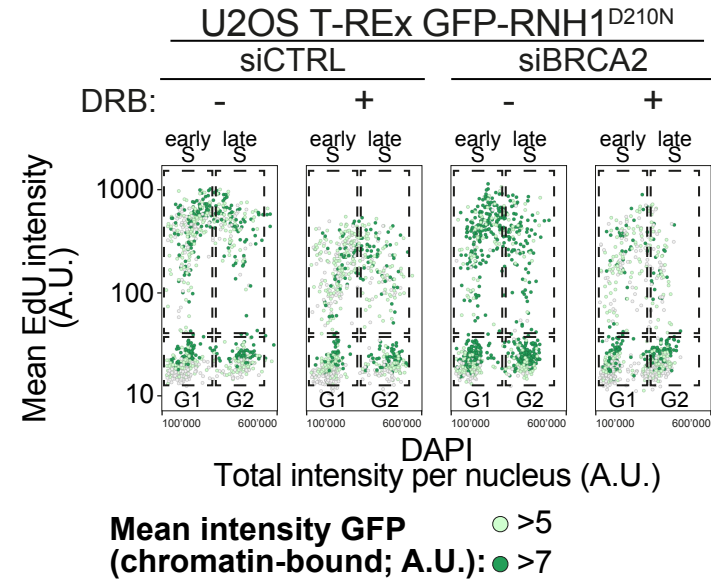 U2OS T-REx GFP-RNH1D210N
siCTRL siBRCA2
DRB: - + - +
early late early late early late early late
S S S S S S S S
Mean EdU intensity
(A.U.)
1000
100
10
G1 G2 G1 G2 G1 G2 G1 G2
100'000 600'000 100'000 600'000 100'000 600'000 100'000 600'000
DAPI
Total intensity per nucleus (A.U.)
Mean intensity GFP >5
(chromatin-bound; A.U.): >7